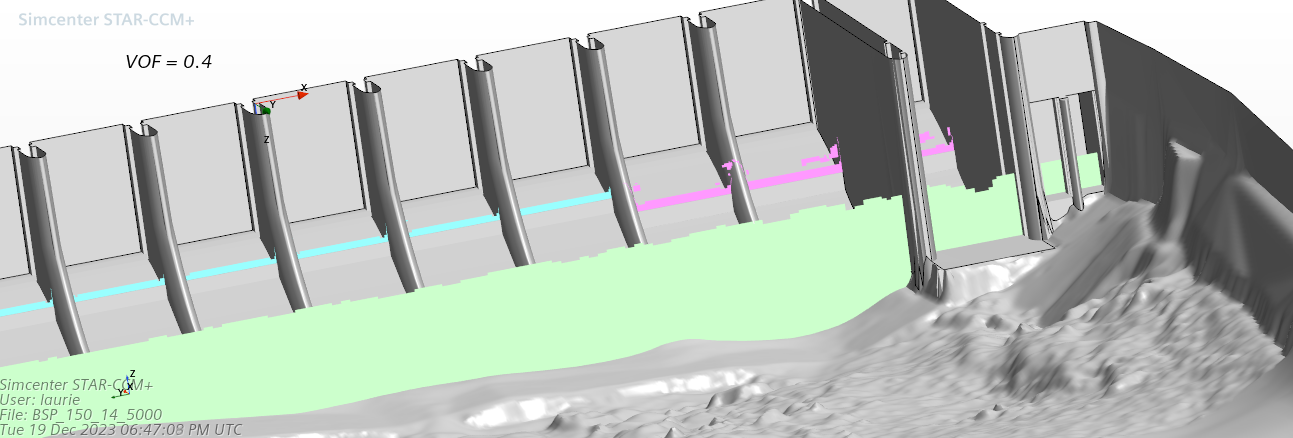 Simcenter STAR-CCM+
VOF = 0.4
X
Y
Z
Z
X
Y
Simcenter STAR-CCM+
User: laurie
File: BSP_150_14_5000
Tue 19 Dec 2023 06:47:08 PM UTC